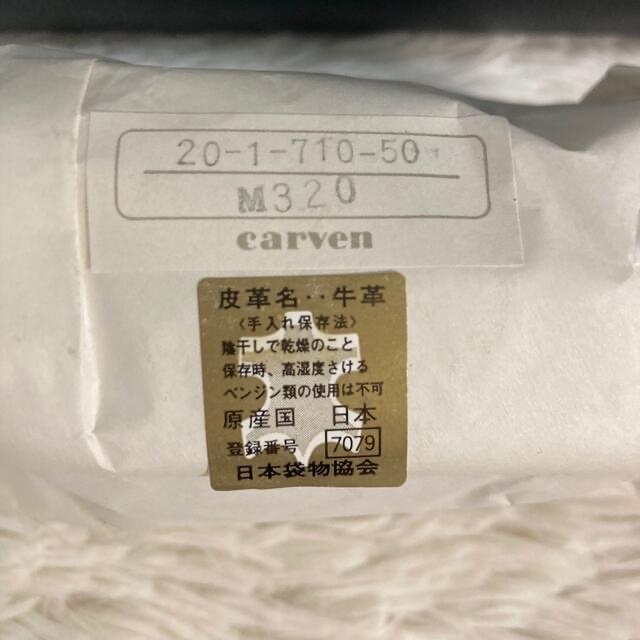 20-1-710-50
M320
carven
皮革名‥牛革
〈手入れ保存法〉
陰干しで乾燥のこと
保存時、高湿度さける
ベンジン類の使用は不可
原産国 日本
登録番号 7079
日本袋物協会